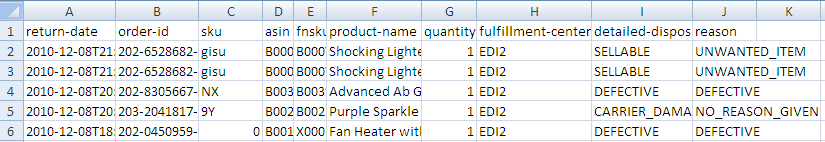 A B C D E F G H I J K
1 return-date order-id sku asin fnsku product-name quantity fulfillment-center detailed-dispos reason
2 2010-12-08T21: 202-6528682- gisu B000 B000 Shocking Lighte 1 EDI2 SELLABLE UNWANTED_ITEM
3 2010-12-08T21: 202-6528682- gisu B000 B000 Shocking Lighte 1 EDI2 SELLABLE UNWANTED_ITEM
4 2010-12-08T20: 202-8305667- NX B003 B003 Advanced Ab G 1 EDI2 DEFECTIVE DEFECTIVE
5 2010-12-08T20: 203-2041817- 9Y B002 B002 Purple Sparkle 1 EDI2 CARRIER_DAMA NO_REASON_GIVEN
6 2010-12-08T18: 202-0450959- 0 B001 X000 Fan Heater with 1 EDI2 DEFECTIVE DEFECTIVE